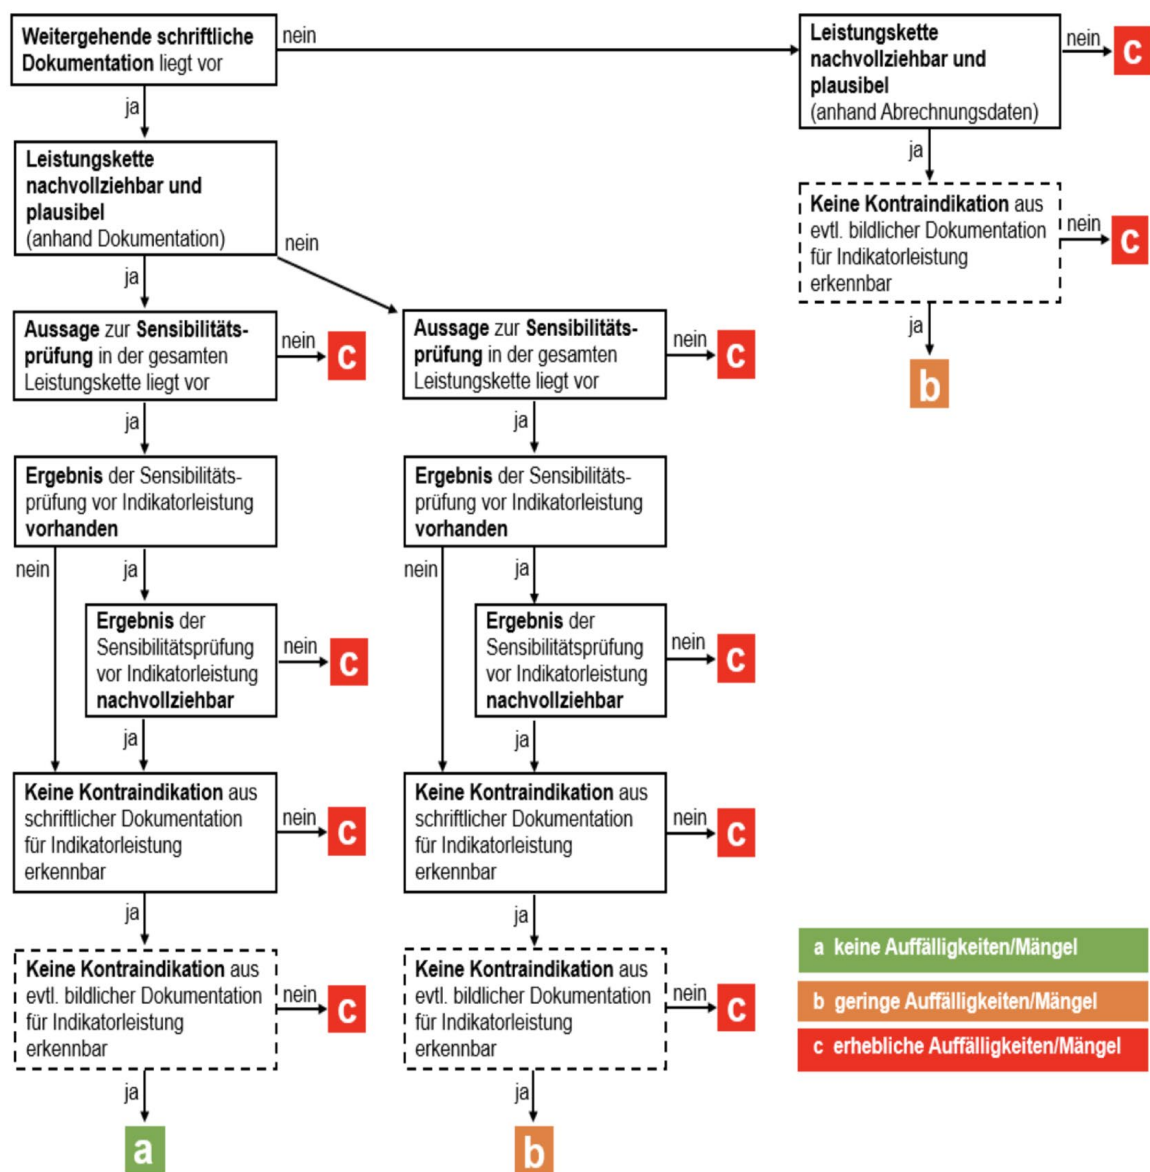 Weitergehende schriftliche
Dokumentation liegt vor
nein
Leistungskette
nachvollziehbar und
plausibel
(anhand Abrechnungsdaten)
nein
c
ja
ja
Leistungskette
nachvollziehbar und
plausibel
(anhand Dokumentation)
nein
ja
Keine Kontraindikation aus
evtl. bildlicher Dokumentation
für Indikatorleistung
erkennbar
nein
c
ja
b
Aussage zur Sensibilitäts-
prüfung in der gesamten
Leistungskette liegt vor
nein
c
ja
Aussage zur Sensibilitäts-
prüfung in der gesamten
Leistungskette liegt vor
nein
c
ja
Ergebnis der Sensibilitäts-
prüfung vor Indikatorleistung
vorhanden
nein
ja
Ergebnis der Sensibilitäts-
prüfung vor Indikatorleistung
vorhanden
nein
ja
Ergebnis der
Sensibilitätsprüfung
vor Indikatorleistung
nachvollziehbar
nein
c
ja
Ergebnis der
Sensibilitätsprüfung
vor Indikatorleistung
nachvollziehbar
nein
c
ja
Keine Kontraindikation aus
schriftlicher Dokumentation
für Indikatorleistung
erkennbar
nein
c
ja
Keine Kontraindikation aus
schriftlicher Dokumentation
für Indikatorleistung
erkennbar
nein
c
ja
Keine Kontraindikation aus
evtl. bildlicher Dokumentation
für Indikatorleistung
erkennbar
nein
c
ja
a
Keine Kontraindikation aus
evtl. bildlicher Dokumentation
für Indikatorleistung
erkennbar
nein
c
ja
b
a keine Auffälligkeiten/Mängel
b geringe Auffälligkeiten/Mängel
c erhebliche Auffälligkeiten/Mängel